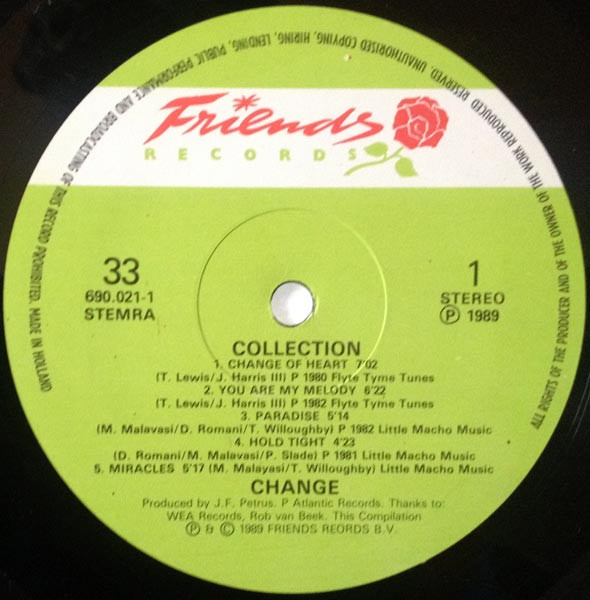 ALL RIGHTS OF THE PRODUCER AND OF THE OWNER OF THE WORK REPRODUCED RESERVED. UNAUTHORISED COPYING, HIRING, LENDING, PUBLIC PERFORMANCE AND BROADCASTING OF THIS RECORD PROHIBITED. MADE IN HOLLAND
Friends
RECORDS
33
690.021-1
STEMRA
1
STEREO
Ⓟ 1989
COLLECTION
1. CHANGE OF HEART 7'02
(T. Lewis/J. Harris III) P 1980 Flyte Tyme Tunes
2. YOU ARE MY MELODY 6'22
(T. Lewis/J. Harris III) P 1982 Flyte Tyme Tunes
3. PARADISE 5'14
(M. Malavasi/D. Romani/T. Willoughby) P 1982 Little Macho Music
4. HOLD TIGHT 4'23
(D. Romani/M. Malavasi/P. Slade) P 1981 Little Macho Music
5. MIRACLES 5'17 (M. Malayasi/T. Willoughby) Little Macho Music
CHANGE
Produced by J.F. Petrus. P Atlantic Records. Thanks to:
WEA Records, Rob van Beek. This Compilation
Ⓟ & © 1989 FRIENDS REORDS B.V.